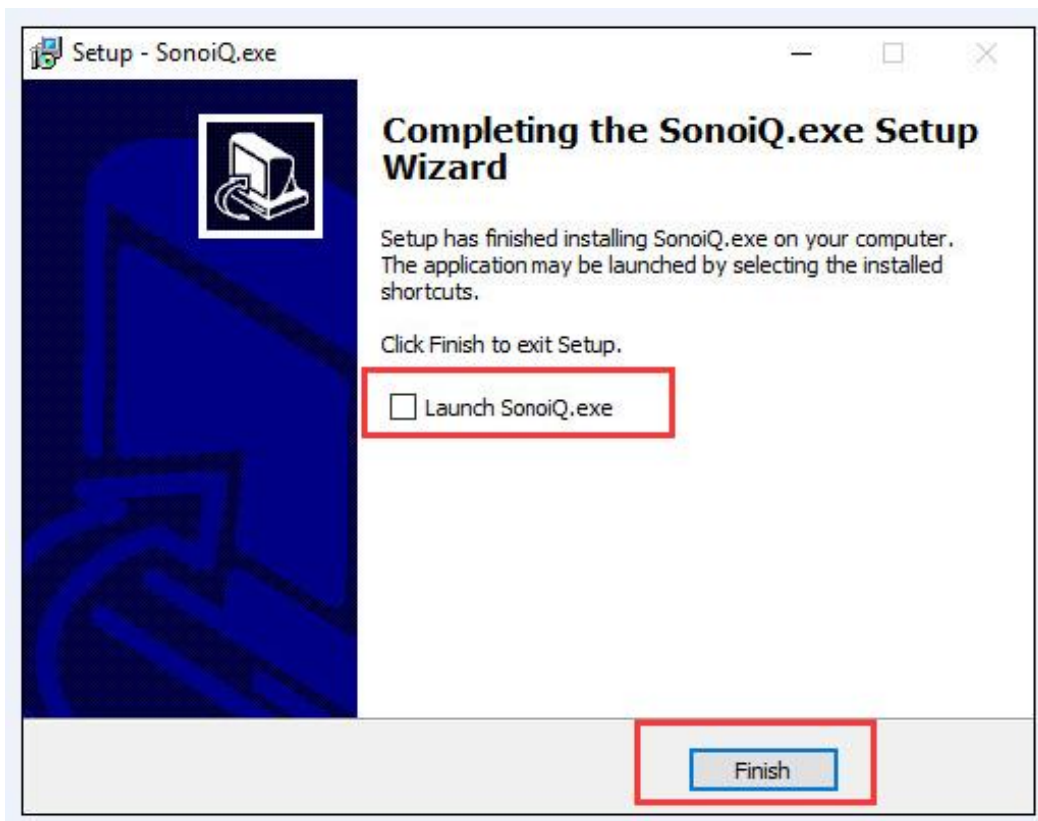 Setup - SonoiQ.exe
Completing the SonoiQ.exe Setup
Wizard
Setup has finished installing SonoiQ.exe on your computer.
The application may be launched by selecting the installed
shortcuts.
Click Finish to exit Setup.
Launch SonoiQ.exe
Finish